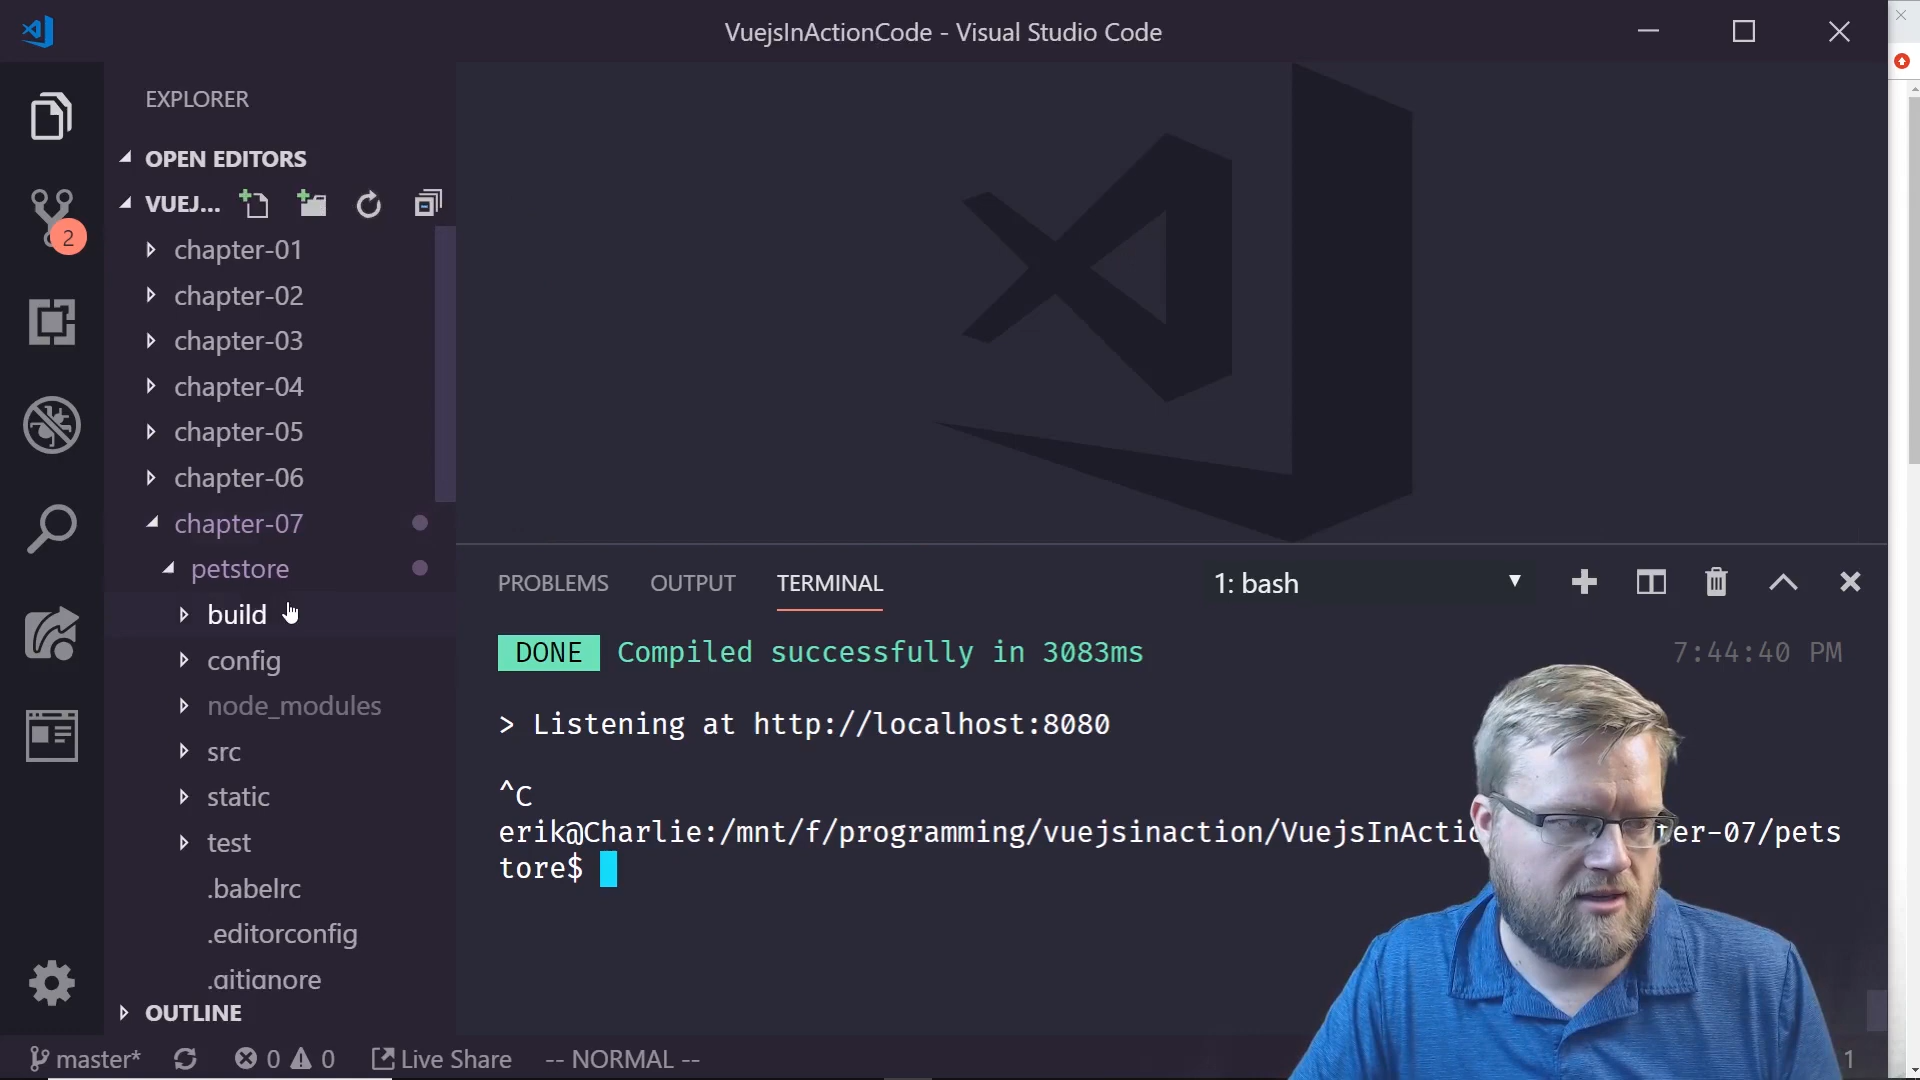 VuejsInActionCode - Visual Studio Code
EXPLORER
OPEN EDITORS
VUEJ...
chapter-01
chapter-02
2
chapter-03
chapter-04
chapter-05
chapter-06
chapter-07
petstore
build
config
node_modules
src
static
test
.babelrc
.editorconfig
.gitignore
OUTLINE
PROBLEMS OUTPUT TERMINAL 1: bash
DONE Compiled successfully in 3083ms 7:44:40 PM
> Listening at http://localhost:8080
^C
erik@Charlie:/mnt/f/programming/vuejsinaction/VuejsInActio ter-07/pets
tore$
master* 0 0 Live Share -- NORMAL -- 1